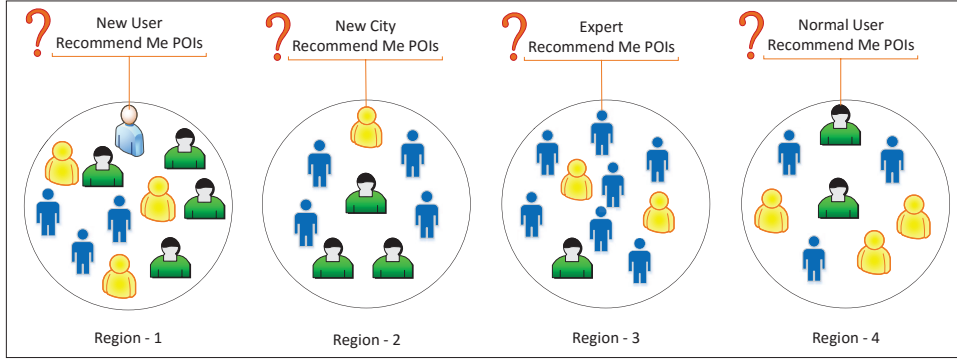 ?
New User
Recommend Me POIs
?
New City
Recommend Me POIs
?
Expert
Recommend Me POIs
?
Normal User
Recommend Me POIs
Region - 1
Region - 2
Region - 3
Region - 4